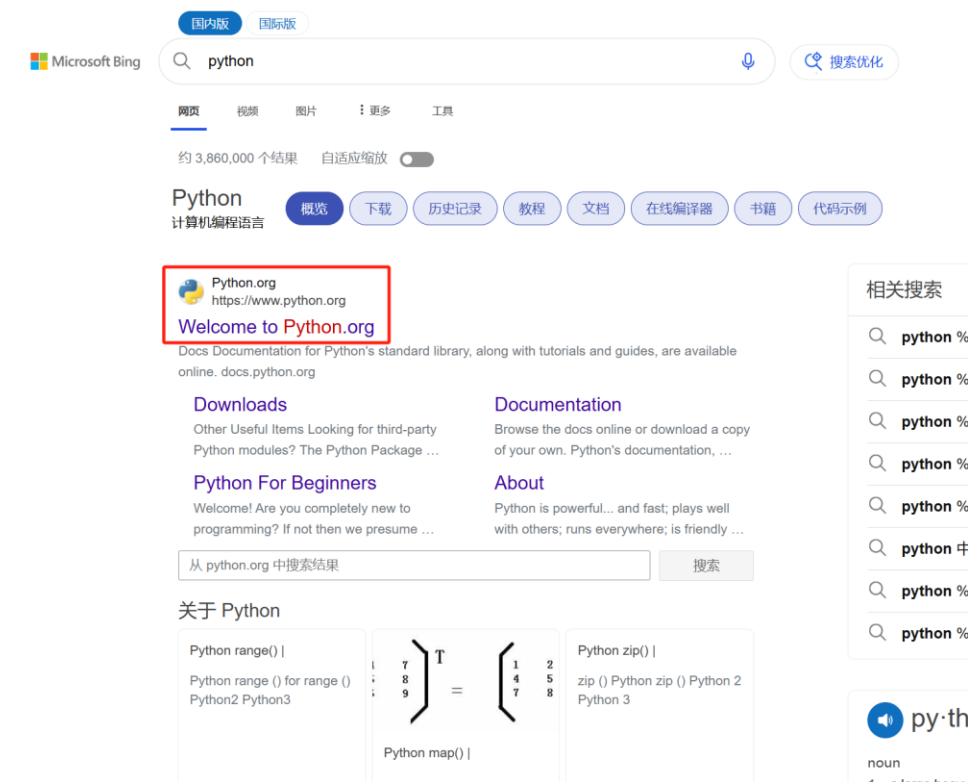 国内版 国际版
Microsoft Bing
python
搜索优化
网页 视频 图片 更多 工具
约 3,860,000 个结果 自适应缩放
Python
计算机编程语言
概览 下载 历史记录 教程 文档 在线编译器 书籍 代码示例
Python.org
https://www.python.org
Welcome to Python.org
Docs Documentation for Python's standard library, along with tutorials and guides, are available
online. docs.python.org
Downloads
Other Useful Items Looking for third-party
Python modules? The Python Package ...
Documentation
Browse the docs online or download a copy
of your own. Python's documentation, ...
Python For Beginners
Welcome! Are you completely new to
programming? If not then we presume ...
About
Python is powerful... and fast; plays well
with others; runs everywhere; is friendly ...
从 python.org 中搜索结果 搜索
关于 Python
Python range() |
Python range () for range ()
Python2 Python3
7
8
9
T
=
1 2
4 5
7 8
Python map() |
Python zip() |
zip () Python zip () Python 2
Python 3
相关搜索
python %
python %
python %
python %
python %
python 中
python %
python %
py·th
noun